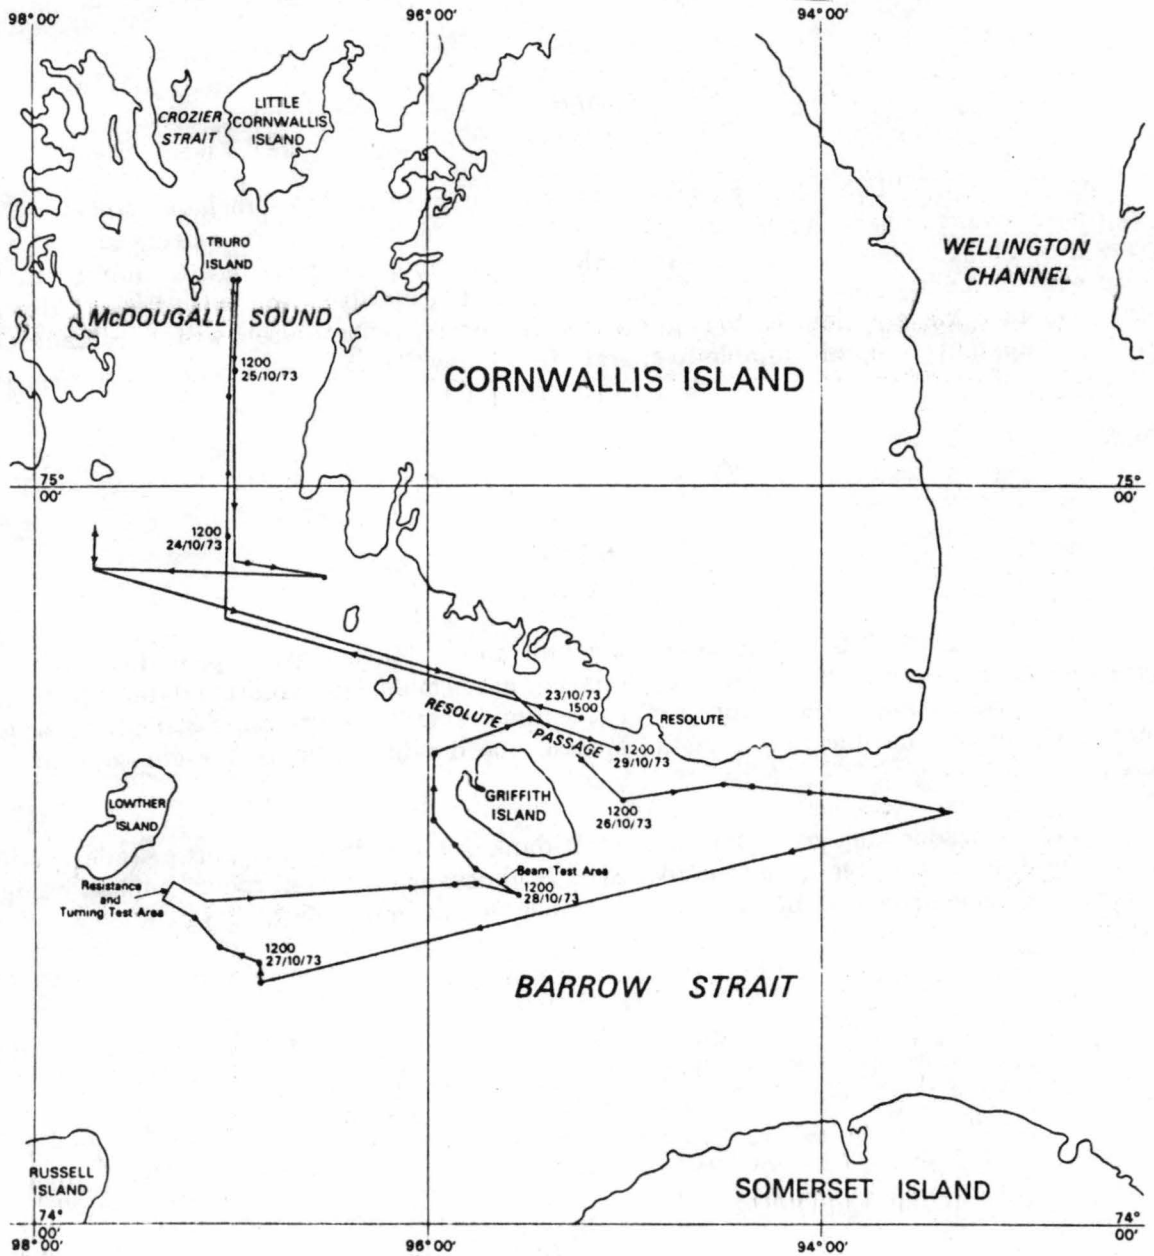 98° 00'
96° 00'
94° 00'
LITTLE
CORNWALLIS
ISLAND
CROZIER
STRAIT
TRURO
ISLAND
WELLINGTON
CHANNEL
McDOUGALL SOUND
1200
25/10/73
CORNWALLIS ISLAND
75°
00'
75°
00'
1200
24/10/73
23/10/73
1500
RESOLUTE
PASSAGE
RESOLUTE
1200
29/10/73
LOWTHER
ISLAND
GRIFFITH
ISLAND
1200
26/10/73
Beam Test Area
Resistance
and
Turning Test Area
1200
28/10/73
1200
27/10/73
BARROW STRAIT
RUSSELL
ISLAND
SOMERSET ISLAND
74°
00'
74°
00'
98° 00'
96° 00'
94° 00'